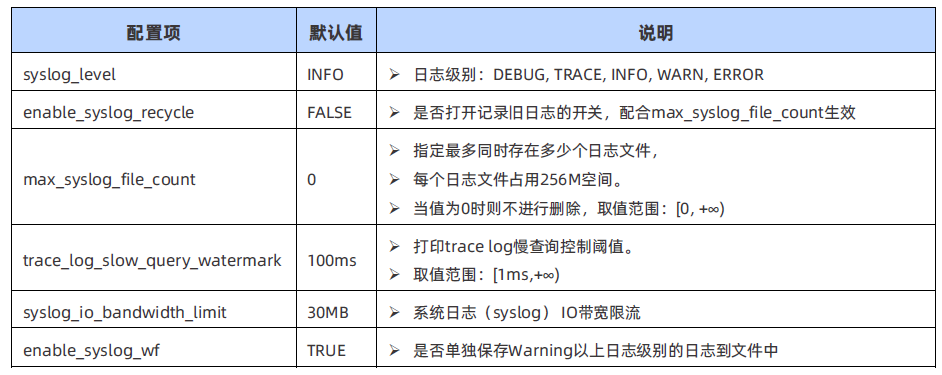 配置项 默认值 说明
syslog_level INFO ➢ 日志级别：DEBUG, TRACE, INFO, WARN, ERROR
enable_syslog_recycle FALSE ➢ 是否打开记录旧日志的开关，配合max_syslog_file_count生效
max_syslog_file_count 0 ➢ 指定最多同时存在多少个日志文件，
➢ 每个日志文件占用256M空间。
➢ 当值为0时则不进行删除，取值范围：[0, +∞)
trace_log_slow_query_watermark 100ms ➢ 打印trace log慢查询控制阈值。
➢ 取值范围：[1ms,+∞)
syslog_io_bandwidth_limit 30MB ➢ 系统日志（syslog） IO带宽限流
enable_syslog_wf TRUE ➢ 是否单独保存Warning以上日志级别的日志到文件中